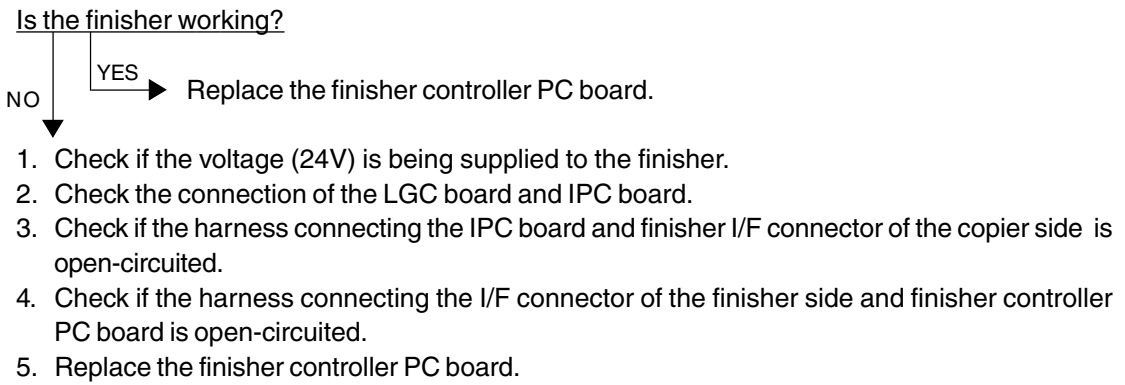 Is the finisher working?
YES
NO
Replace the finisher controller PC board.
1. Check if the voltage (24V) is being supplied to the finisher.
2. Check the connection of the LGC board and IPC board.
3. Check if the harness connecting the IPC board and finisher I/F connector of the copier side is
open-circuited.
4. Check if the harness connecting the I/F connector of the finisher side and finisher controller
PC board is open-circuited.
5. Replace the finisher controller PC board.